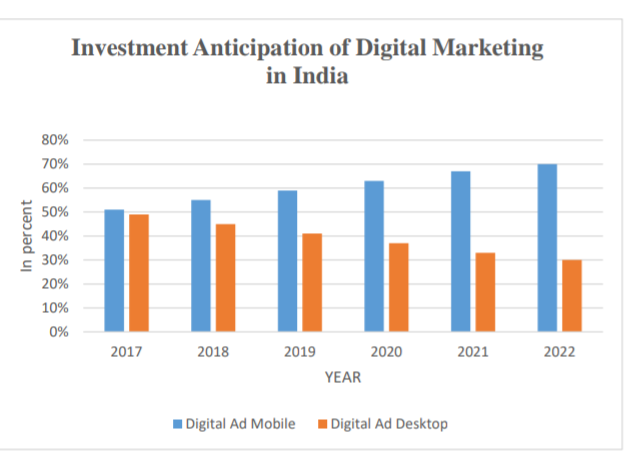 Investment Anticipation of Digital Marketing
in India
80%
70%
60%
50%
40%
30%
20%
10%
0%
In percent
2017 2018 2019 2020 2021 2022
YEAR
Digital Ad Mobile Digital Ad Desktop